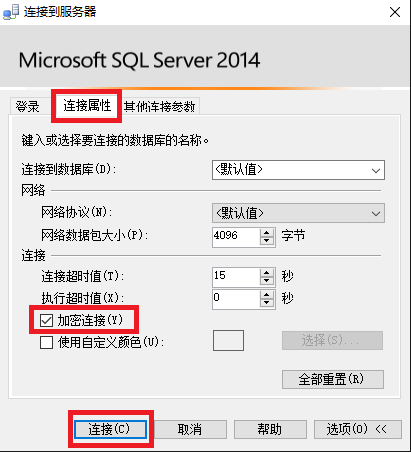 连接到服务器
Microsoft SQL Server 2014
登录 连接属性 其他连接参数
键入或选择要连接的数据库的名称。
连接到数据库(D): <默认值>
网络
网络协议(N): <默认值>
网络数据包大小(P): 4096 字节
连接
连接超时值(T): 15 秒
执行超时值(X): 0 秒
加密连接(Y)
使用自定义颜色(U): 选择(S)...
全部重置(R)
连接(C) 取消 帮助 选项(O) <<